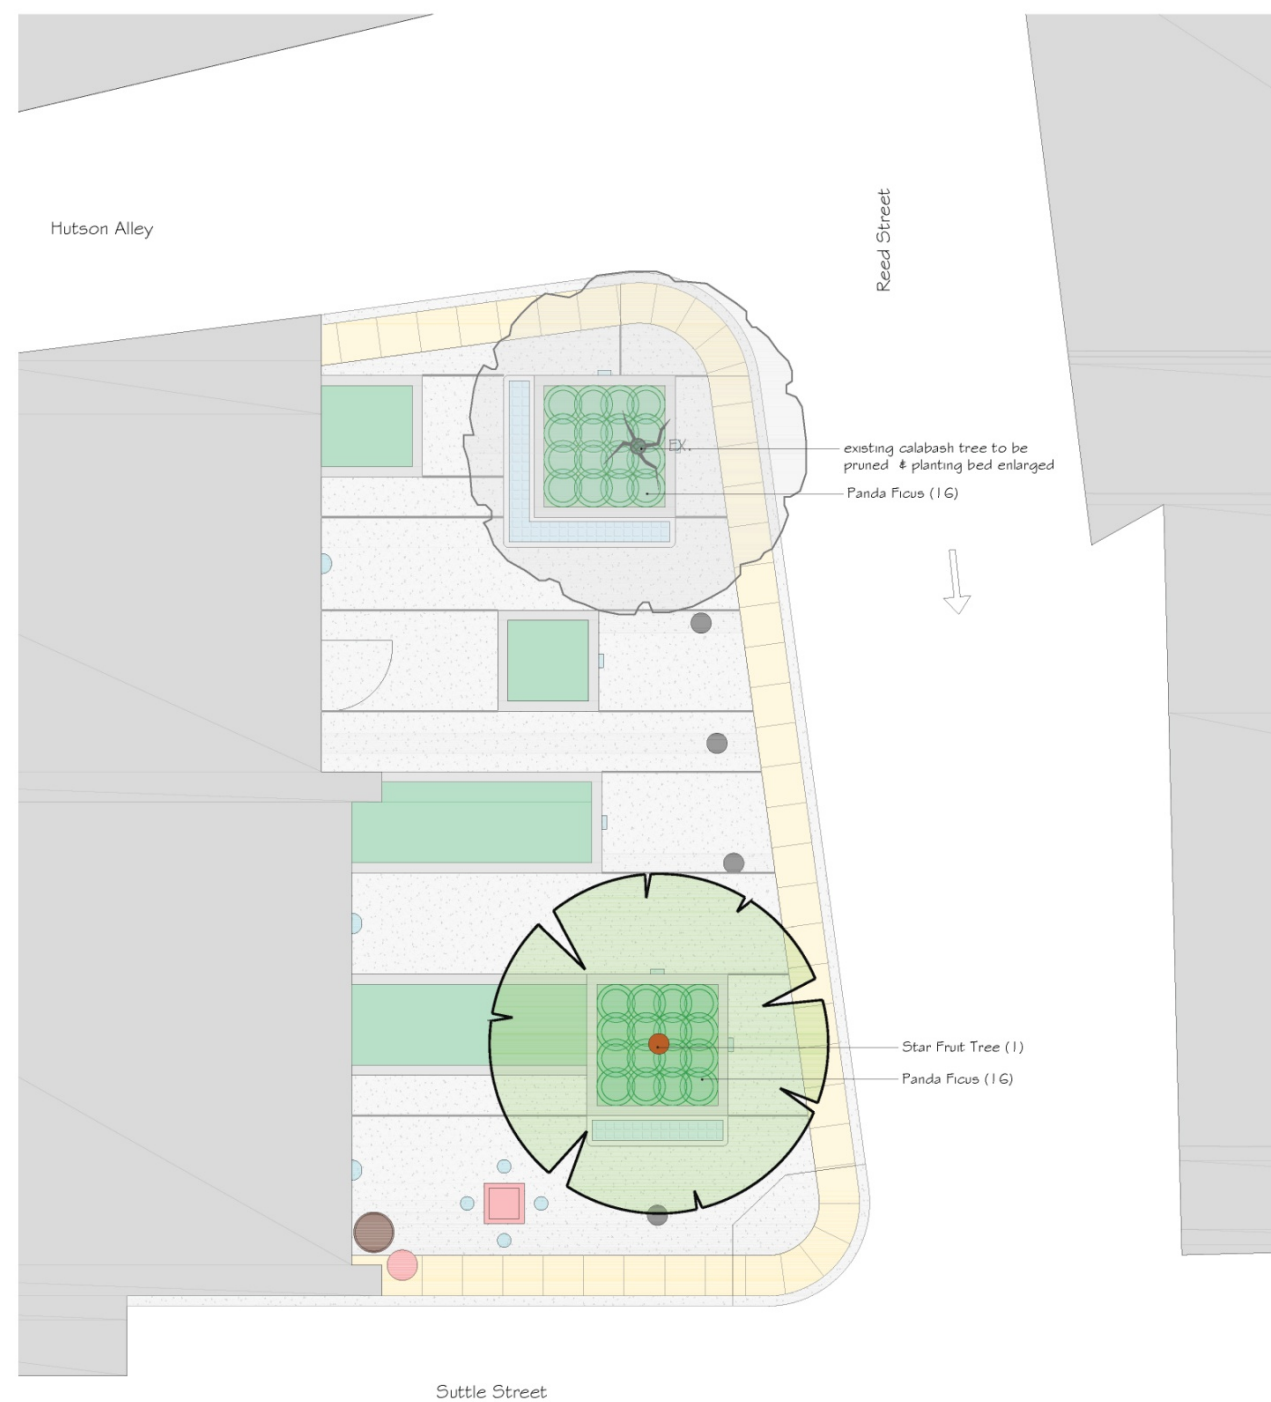 Hutson Alley
Reed Street
EX.
existing calabash tree to be
pruned & planting bed enlarged
Panda Ficus (16)
Star Fruit Tree (1)
Panda Ficus (16)
Suttle Street